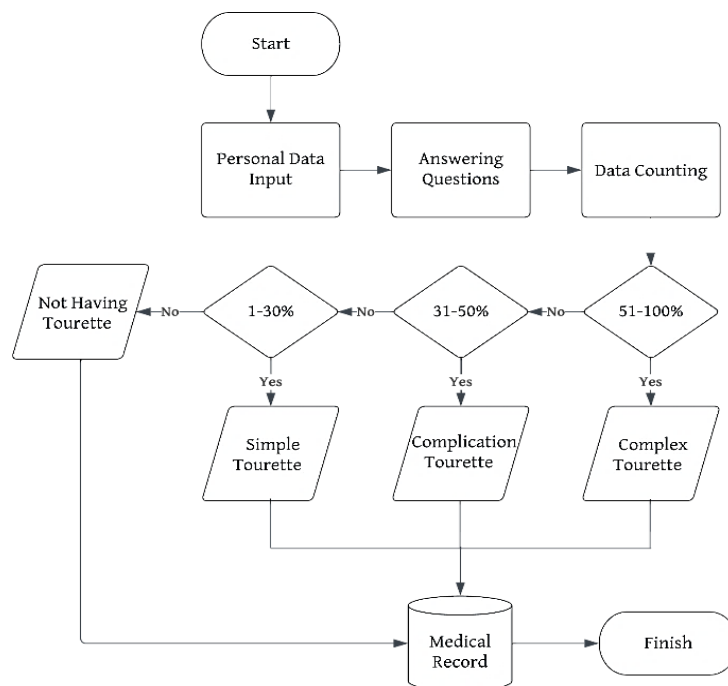 Start
Personal Data
Input
Answering
Questions
Data Counting
Not Having
Tourette
No
1-30%
No
31-50%
No
51-100%
Yes
Yes
Yes
Simple
Tourette
Complication
Tourette
Complex
Tourette
Medical
Record
Finish